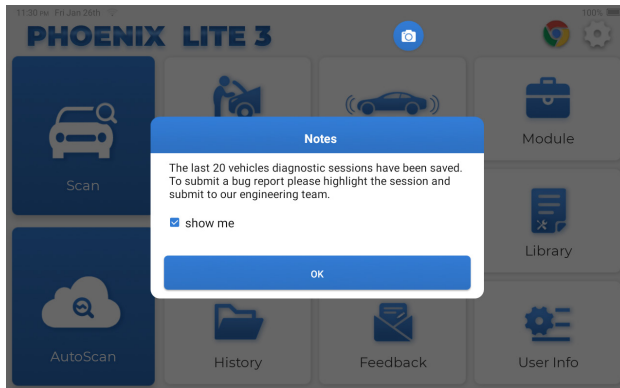 11:30 PM Fri Jan 26th
100%
PHOENIX LITE 3
Notes
The last 20 vehicles diagnostic sessions have been saved.
To submit a bug report please highlight the session and
submit to our engineering team.
show me
OK
Scan
Module
Library
AutoScan
History
Feedback
User Info